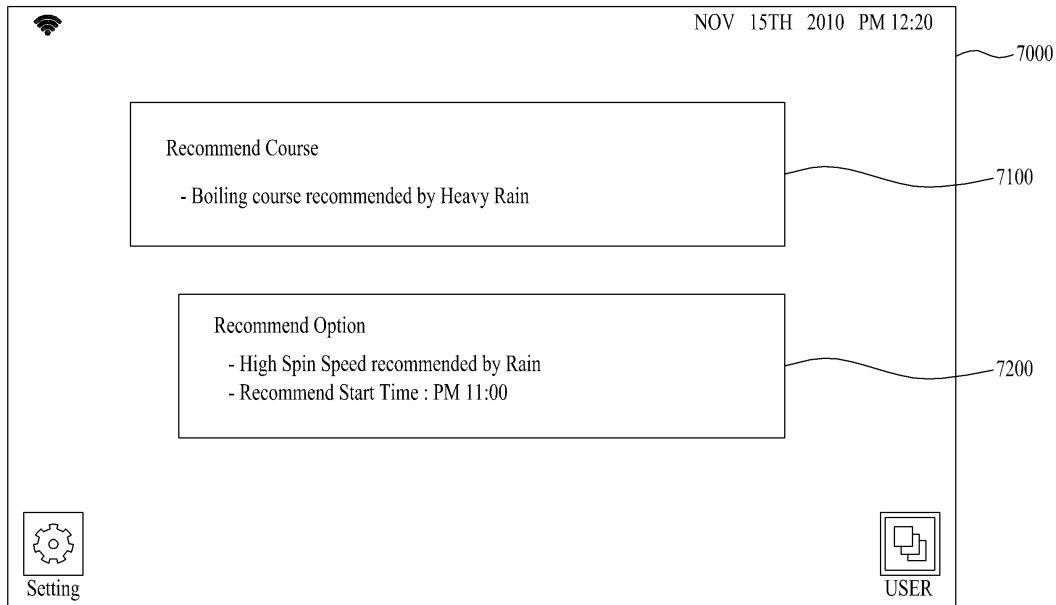 NOV 15TH 2010 PM 12:20
7000
Recommend Course
- Boiling course recommended by Heavy Rain
7100
Recommend Option
- High Spin Speed recommended by Rain
- Recommend Start Time : PM 11:00
7200
Setting
USER